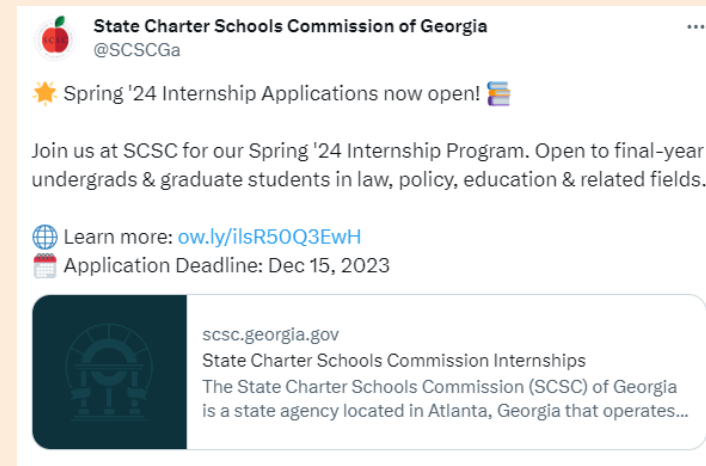 State Charter Schools Commission of Georgia
@SCSCGa
Spring '24 Internship Applications now open!
Join us at SCSC for our Spring '24 Internship Program. Open to final-year
undergrads & graduate students in law, policy, education & related fields.
Learn more: ow.ly/ilsR50Q3EwH
Application Deadline: Dec 15, 2023
scsc.georgia.gov
State Charter Schools Commission Internships
The State Charter Schools Commission (SCSC) of Georgia
is a state agency located in Atlanta, Georgia that operates...